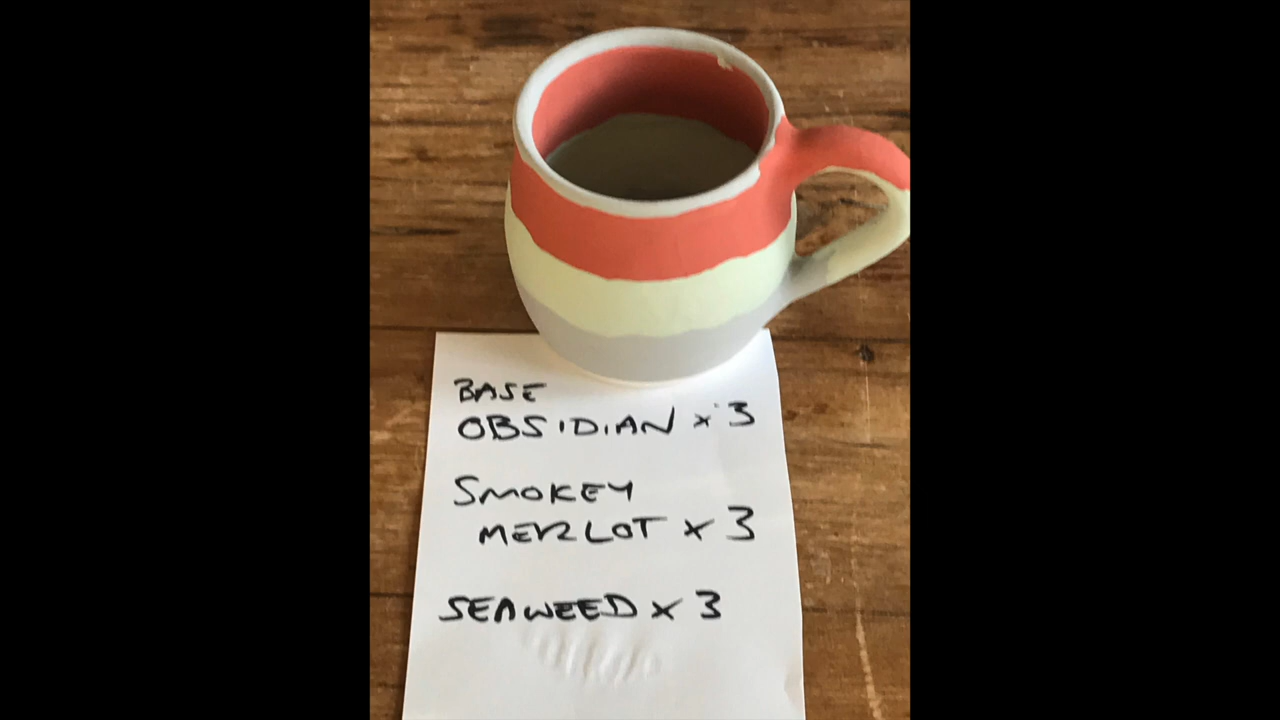 BASE
OBSIDIAN x 3
SMOKEY
MERLOT x 3
SEAWEED x 3